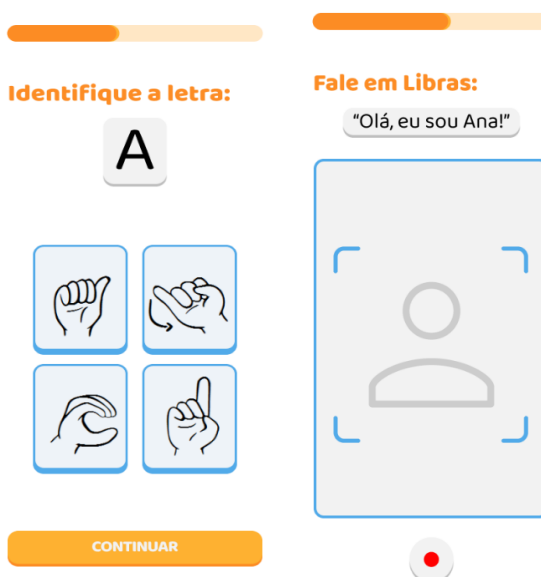 Identifique a letra:
A
CONTINUAR
Fale em Libras:
“Olá, eu sou Ana!”